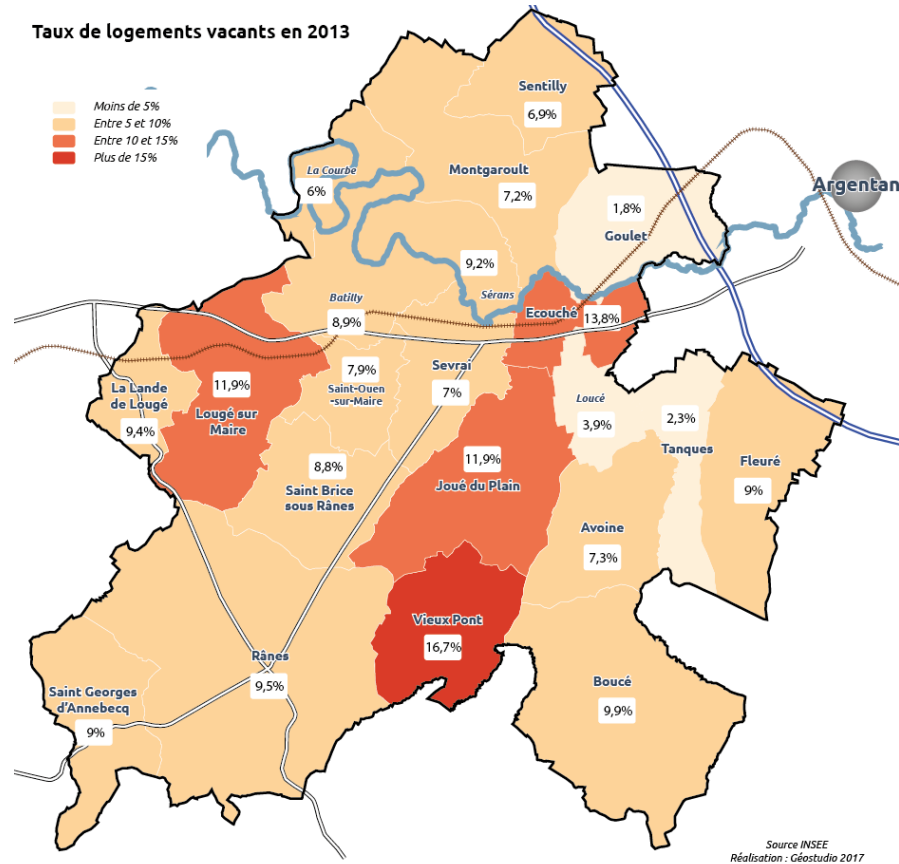 Taux de logements vacants en 2013
Moins de 5%
Entre 5 et 10%
Entre 10 et 15%
Plus de 15%
Sentilly
6,9%
La Courbe
6%
Montgaroult
7,2%
Argentan
1,8%
Goulet
9,2%
Sérans
Batilly
8,9%
Ecouché
13,8%
7,9%
Saint-Ouen
-sur-Maire
Sevrai
7%
La Lande
de Lougé
9,4%
11,9%
Lougé sur
Maire
Loucé
3,9%
2,3%
Tanques
Fleuré
9%
8,8%
Saint Brice
sous Rânes
11,9%
Joué du Plain
Avoine
7,3%
Vieux Pont
16,7%
Rânes
9,5%
Saint Georges
d'Annebecq
9%
Boucé
9,9%
Source INSEE
Réalisation : Géostudio 2017